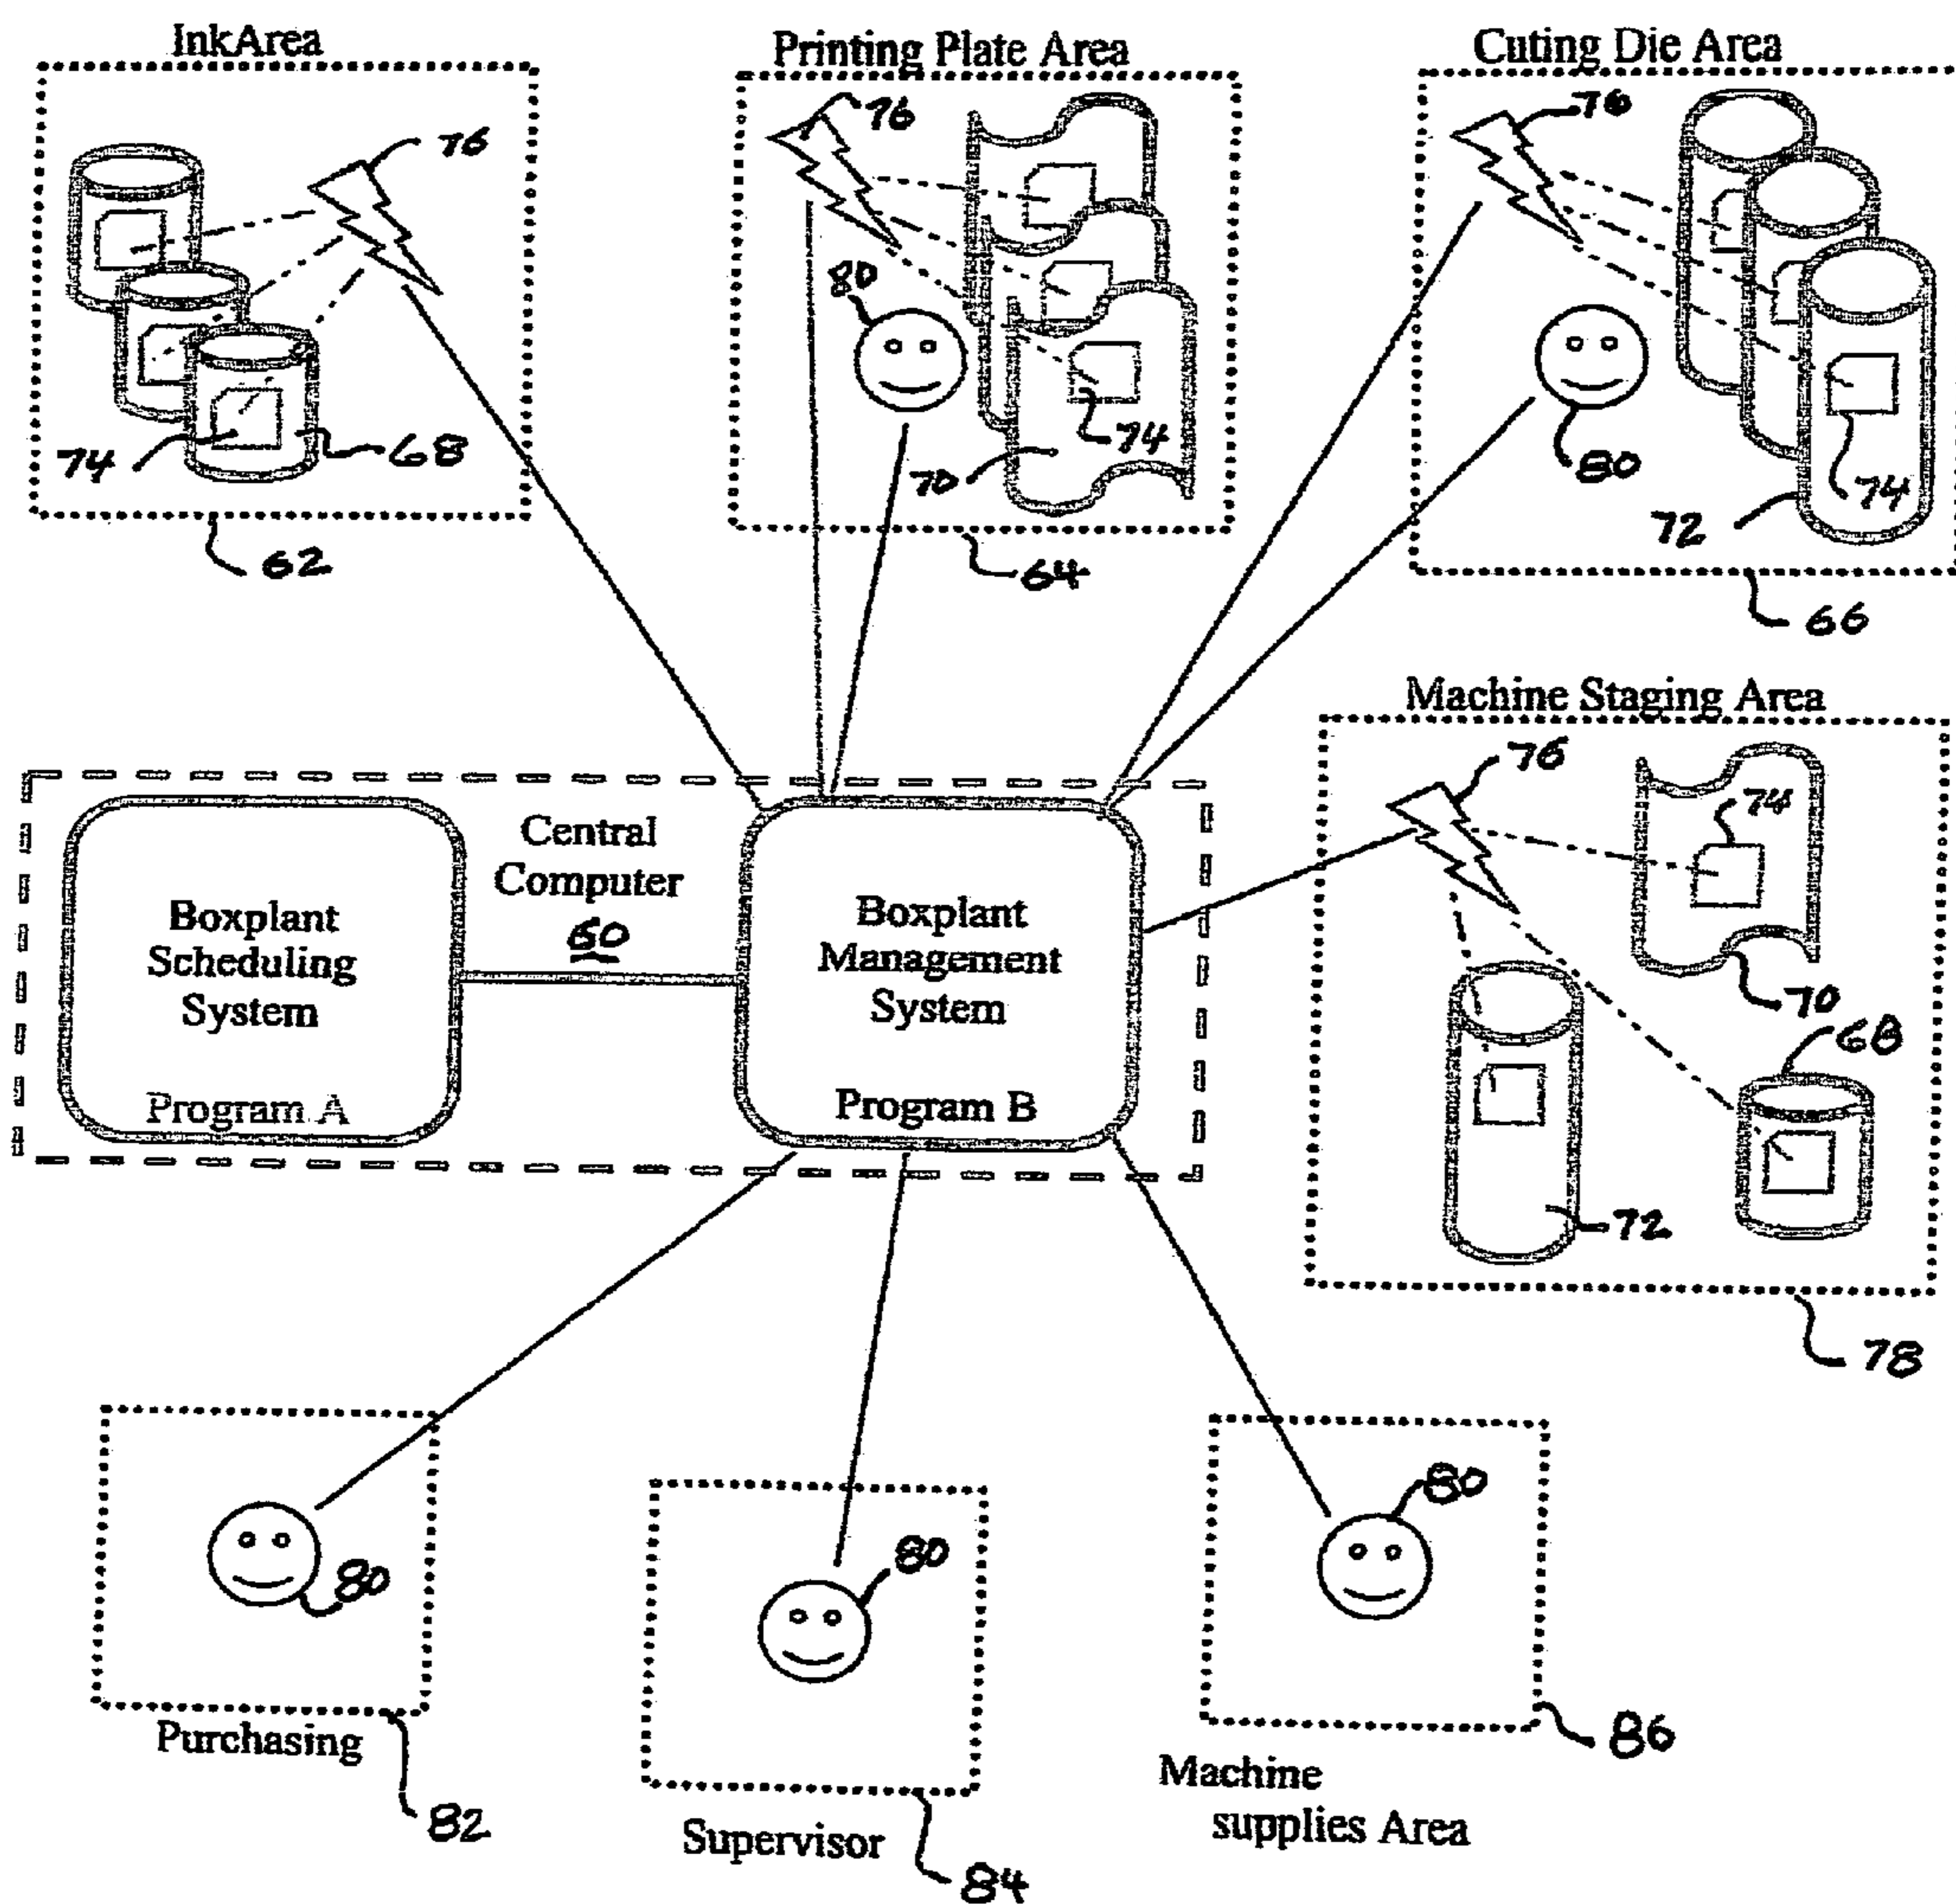 InkArea
Printing Plate Area
Cuting Die Area
76
76
76
80
74
68
74
70
80
74
72
62
64
66
Machine Staging Area
76
74
Central
Computer
60
Boxplant
Scheduling
System
Program A
Boxplant
Management
System
Program B
70
68
72
78
80
80
80
Purchasing
82
Supervisor
84
86
Machine
supplies Area